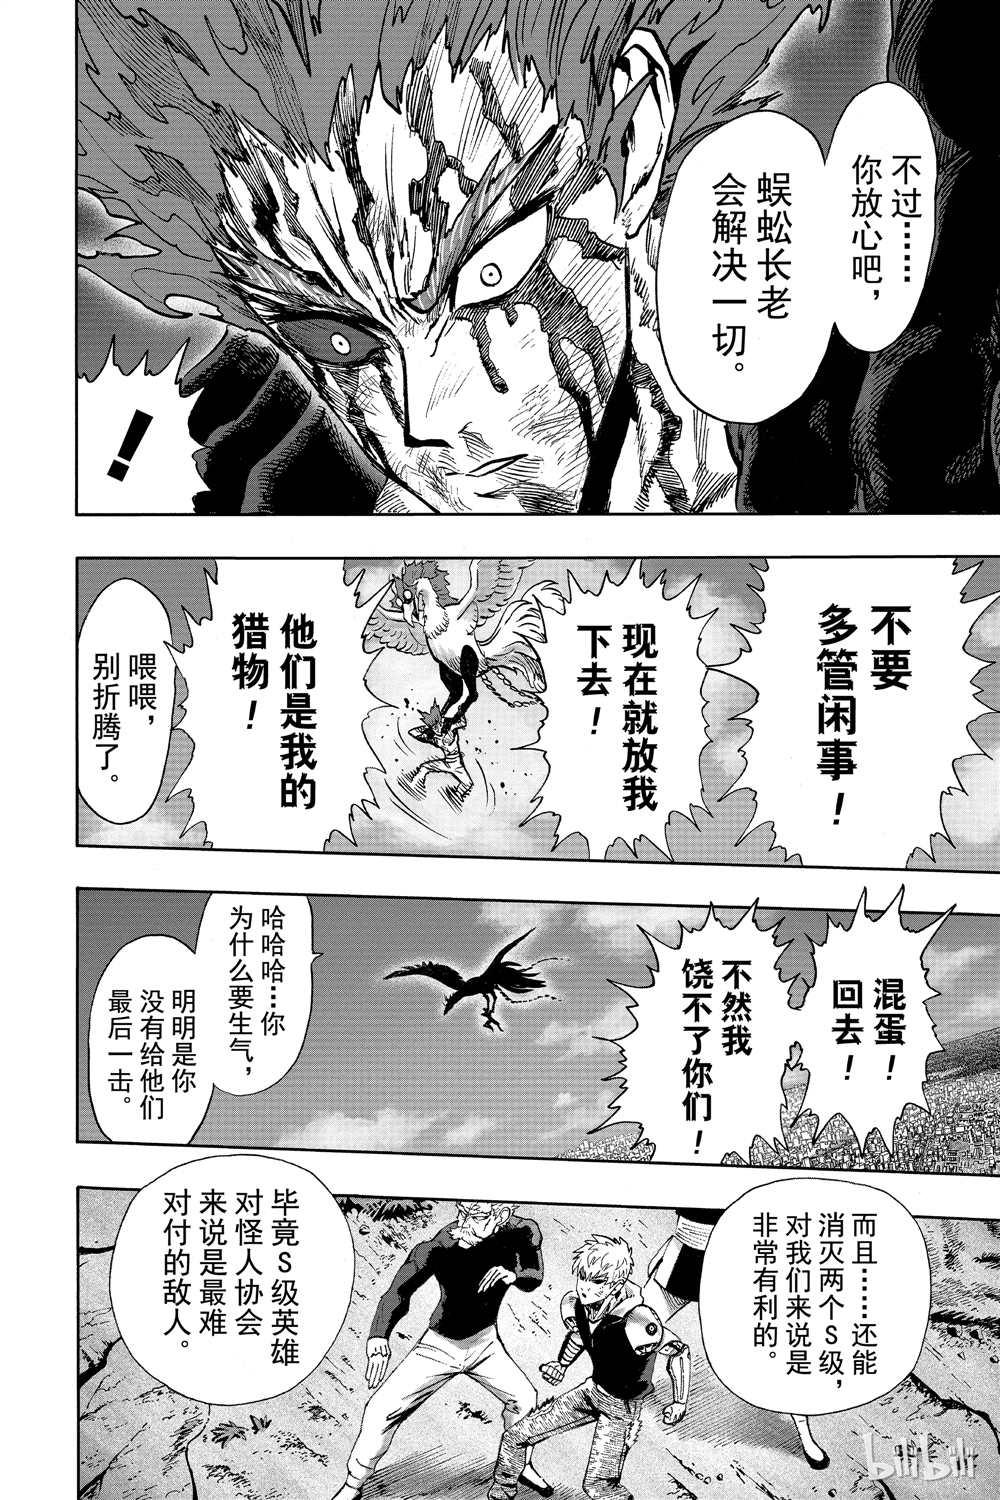 不过……
你放心吧，
蜈蚣长老
会解决一切。
！
不要
多管闲事！
现在就放我
下去！
他们是我的
猎物！
喂喂，
别折腾了。
混蛋！
回去！
不然我
饶不了你们！
哈哈哈…你
为什么要生气，
明明是你
没有给他们
最后一击。
而且……还能
消灭两个S级，
对我们来说是
非常有利的。
毕竟S级英雄
对怪人协会
来说是最难
对付的敌人。
bilibili